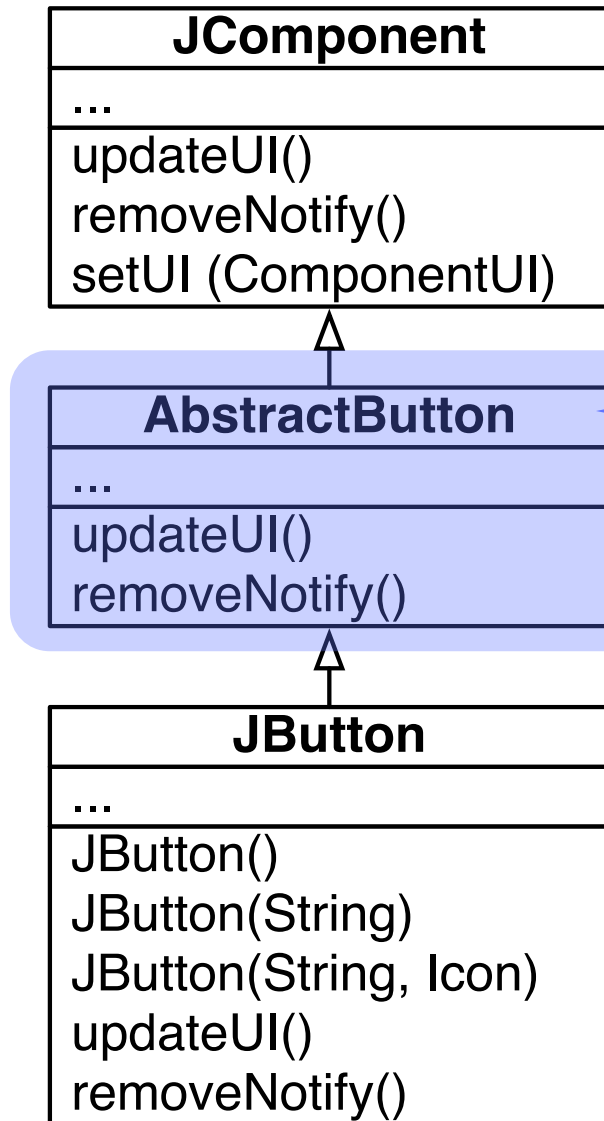 JComponent
...
updateUI()
removeNotify()
setUI (ComponentUI)
AbstractButton
...
updateUI()
removeNotify()
JButton
...
JButton()
JButton(String)
JButton(String, Icon)
updateUI()
removeNotify()